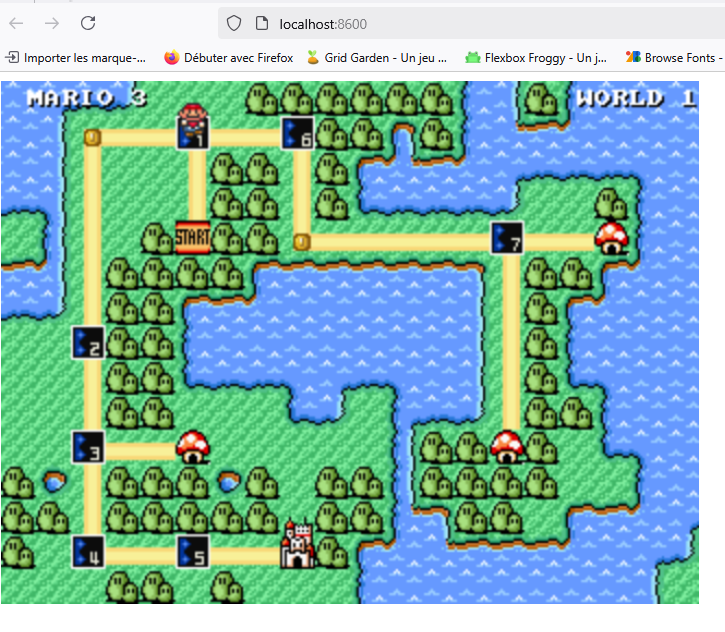 localhost:8600
Importer les marque-... Débuter avec Firefox Grid Garden - Un jeu ... Flexbox Froggy - Un j... Browse Fonts -
MARIO 3 WORLD 1
1 6
START 7
2
3
4 5